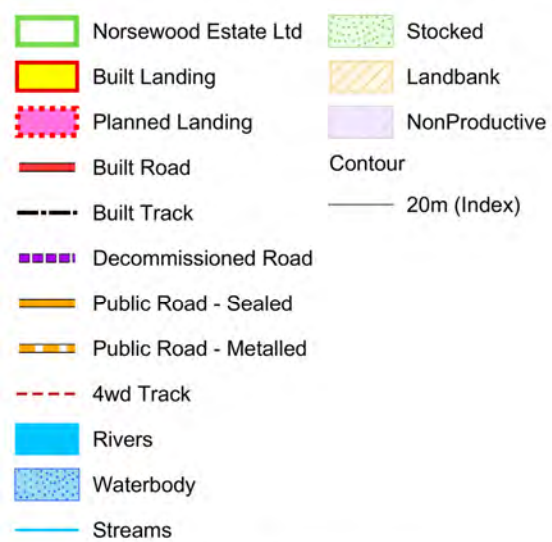 Norsewood Estate Ltd
Built Landing
Planned Landing
Built Road
Built Track
Decommissioned Road
Public Road - Sealed
Public Road - Metalled
4wd Track
Rivers
Waterbody
Streams
Stocked
Landbank
NonProductive
Contour
20m (Index)